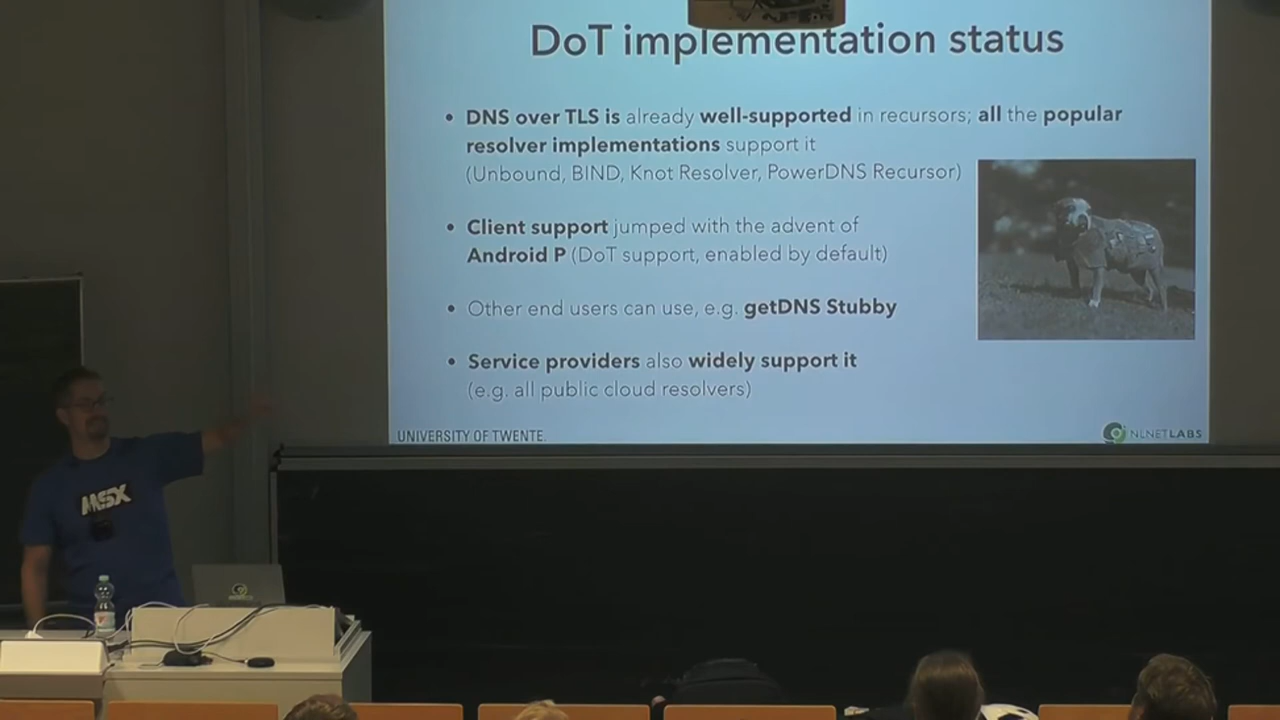 DoT implementation status
• DNS over TLS is already well-supported in recursors; all the popular
resolver implementations support it
(Unbound, BIND, Knot Resolver, PowerDNS Recursor)
• Client support jumped with the advent of
Android P (DoT support, enabled by default)
• Other end users can use, e.g. getDNS Stubby
• Service providers also widely support it
(e.g. all public cloud resolvers)
UNIVERSITY OF TWENTE.
NLNETLABS
MSX